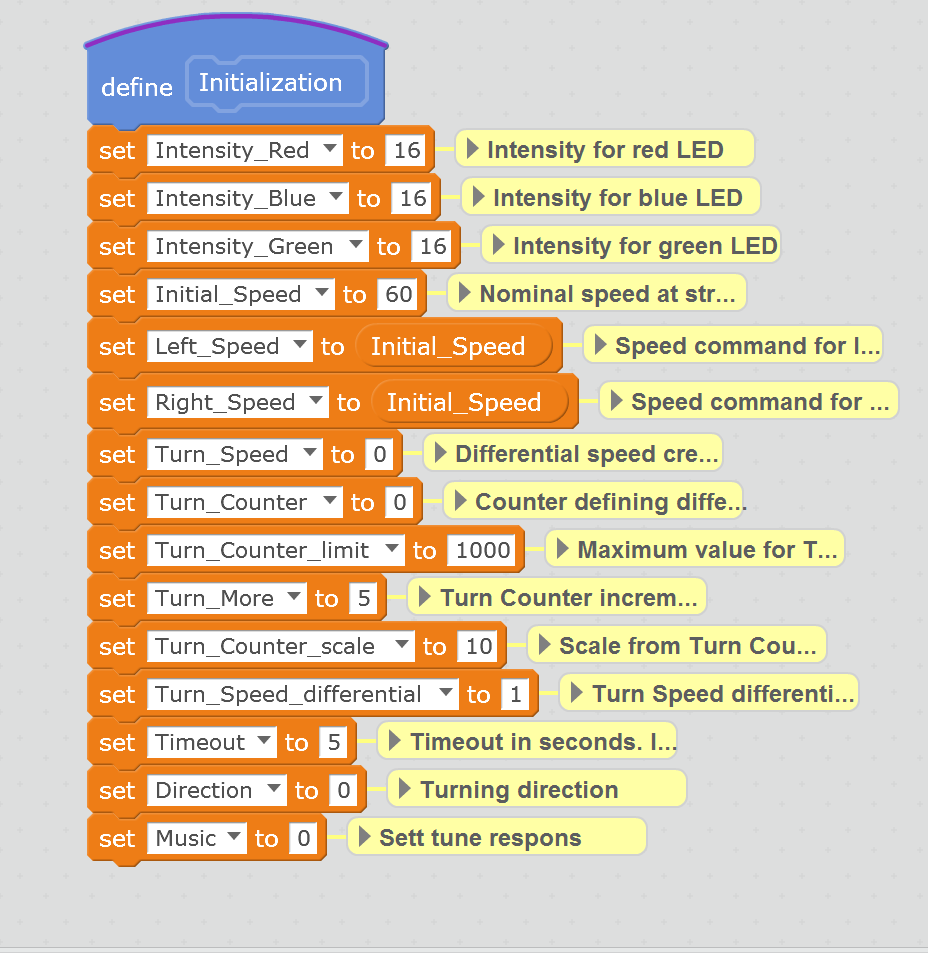 define Initialization
set Intensity_Red to 16 Intensity for red LED
set Intensity_Blue to 16 Intensity for blue LED
set Intensity_Green to 16 Intensity for green LED
set Initial_Speed to 60 Nominal speed at str...
set Left_Speed to Initial_Speed Speed command for l...
set Right_Speed to Initial_Speed Speed command for ...
set Turn_Speed to 0 Differential speed cre...
set Turn_Counter to 0 Counter defining diffe...
set Turn_Counter_limit to 1000 Maximum value for T...
set Turn_More to 5 Turn Counter increm...
set Turn_Counter_scale to 10 Scale from Turn Cou...
set Turn_Speed_differential to 1 Turn Speed differenti...
set Timeout to 5 Timeout in seconds. I...
set Direction to 0 Turning direction
set Music to 0 Sett tune respons